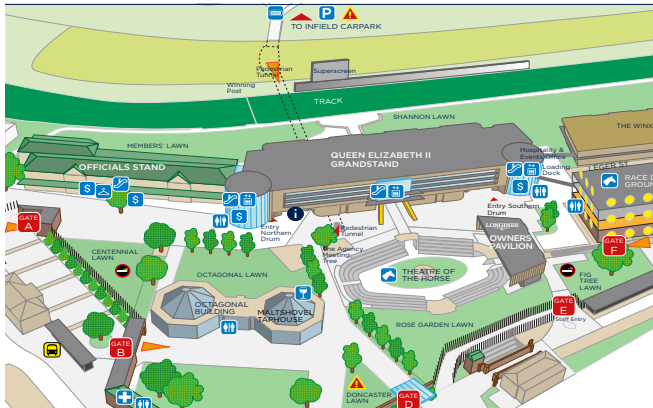 P
TO INFIELD CARPARK
Pedestrian
Tunnel
Superscreen
Winning
Post
TRACK
SHANNON LAWN
THE WINX
MEMBERS' LAWN
QUEEN ELIZABETH II
GRANDSTAND
Hospitality &
Events Office
Loading
Dock
LEGER ST
OFFICIALS STAND
RACE D
GROUN
$
$
$
$
i
Entry Southern
Drum
GATE
A
Entry
Northern
Drum
Pedestrian
Tunnel
The Agency
Meeting
Tree
LONGINES
OWNERS
PAVILION
GATE
F
CENTENNIAL
LAWN
OCTAGONAL LAWN
THEATRE OF
THE HORSE
FIG
TREE
LAWN
OCTAGONAL
BUILDING
MALTSHOVEL
TAPHOUSE
GATE
E
Staff Entry
ROSE GARDEN LAWN
GATE
B
DONCASTER
LAWN
GATE
D